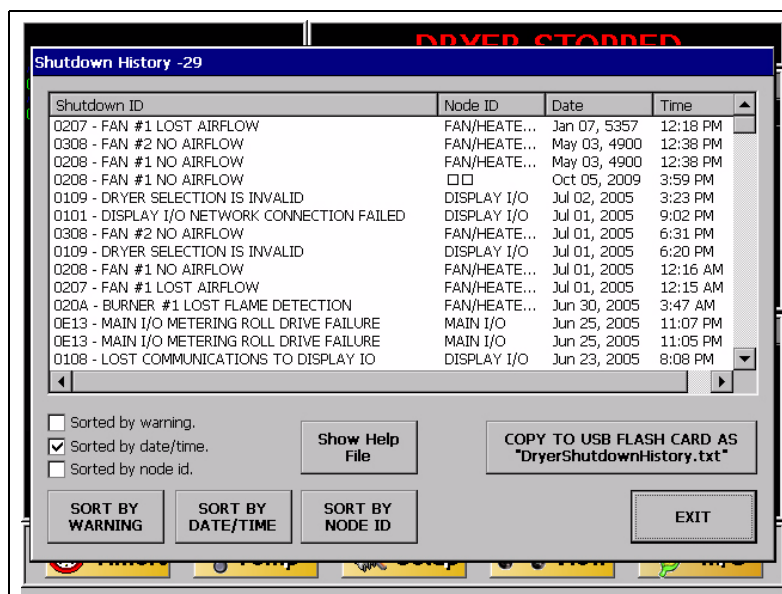 DRYER STOPPED
Shutdown History -29
Shutdown ID Node ID Date Time
0207 - FAN #1 LOST AIRFLOW FAN/HEATE... Jan 07, 5357 12:18 PM
0308 - FAN #2 NO AIRFLOW FAN/HEATE... May 03, 4900 12:38 PM
0208 - FAN #1 NO AIRFLOW FAN/HEATE... May 03, 4900 12:38 PM
0208 - FAN #1 NO AIRFLOW □□ Oct 05, 2009 3:59 PM
0109 - DRYER SELECTION IS INVALID DISPLAY I/O Jul 02, 2005 3:23 PM
0101 - DISPLAY I/O NETWORK CONNECTION FAILED DISPLAY I/O Jul 01, 2005 9:02 PM
0308 - FAN #2 NO AIRFLOW FAN/HEATE... Jul 01, 2005 6:31 PM
0109 - DRYER SELECTION IS INVALID DISPLAY I/O Jul 01, 2005 6:20 PM
0208 - FAN #1 NO AIRFLOW FAN/HEATE... Jul 01, 2005 12:16 AM
0207 - FAN #1 LOST AIRFLOW FAN/HEATE... Jul 01, 2005 12:15 AM
020A - BURNER #1 LOST FLAME DETECTION FAN/HEATE... Jun 30, 2005 3:47 AM
0E13 - MAIN I/O METERING ROLL DRIVE FAILURE MAIN I/O Jun 25, 2005 11:07 PM
0E13 - MAIN I/O METERING ROLL DRIVE FAILURE MAIN I/O Jun 25, 2005 11:05 PM
0108 - LOST COMMUNICATIONS TO DISPLAY IO DISPLAY I/O Jun 23, 2005 8:08 PM
Sorted by warning.
Sorted by date/time.
Sorted by node id.
Show Help
File
COPY TO USB FLASH CARD AS
"DryerShutdownHistory.txt"
SORT BY
WARNING
SORT BY
DATE/TIME
SORT BY
NODE ID
EXIT